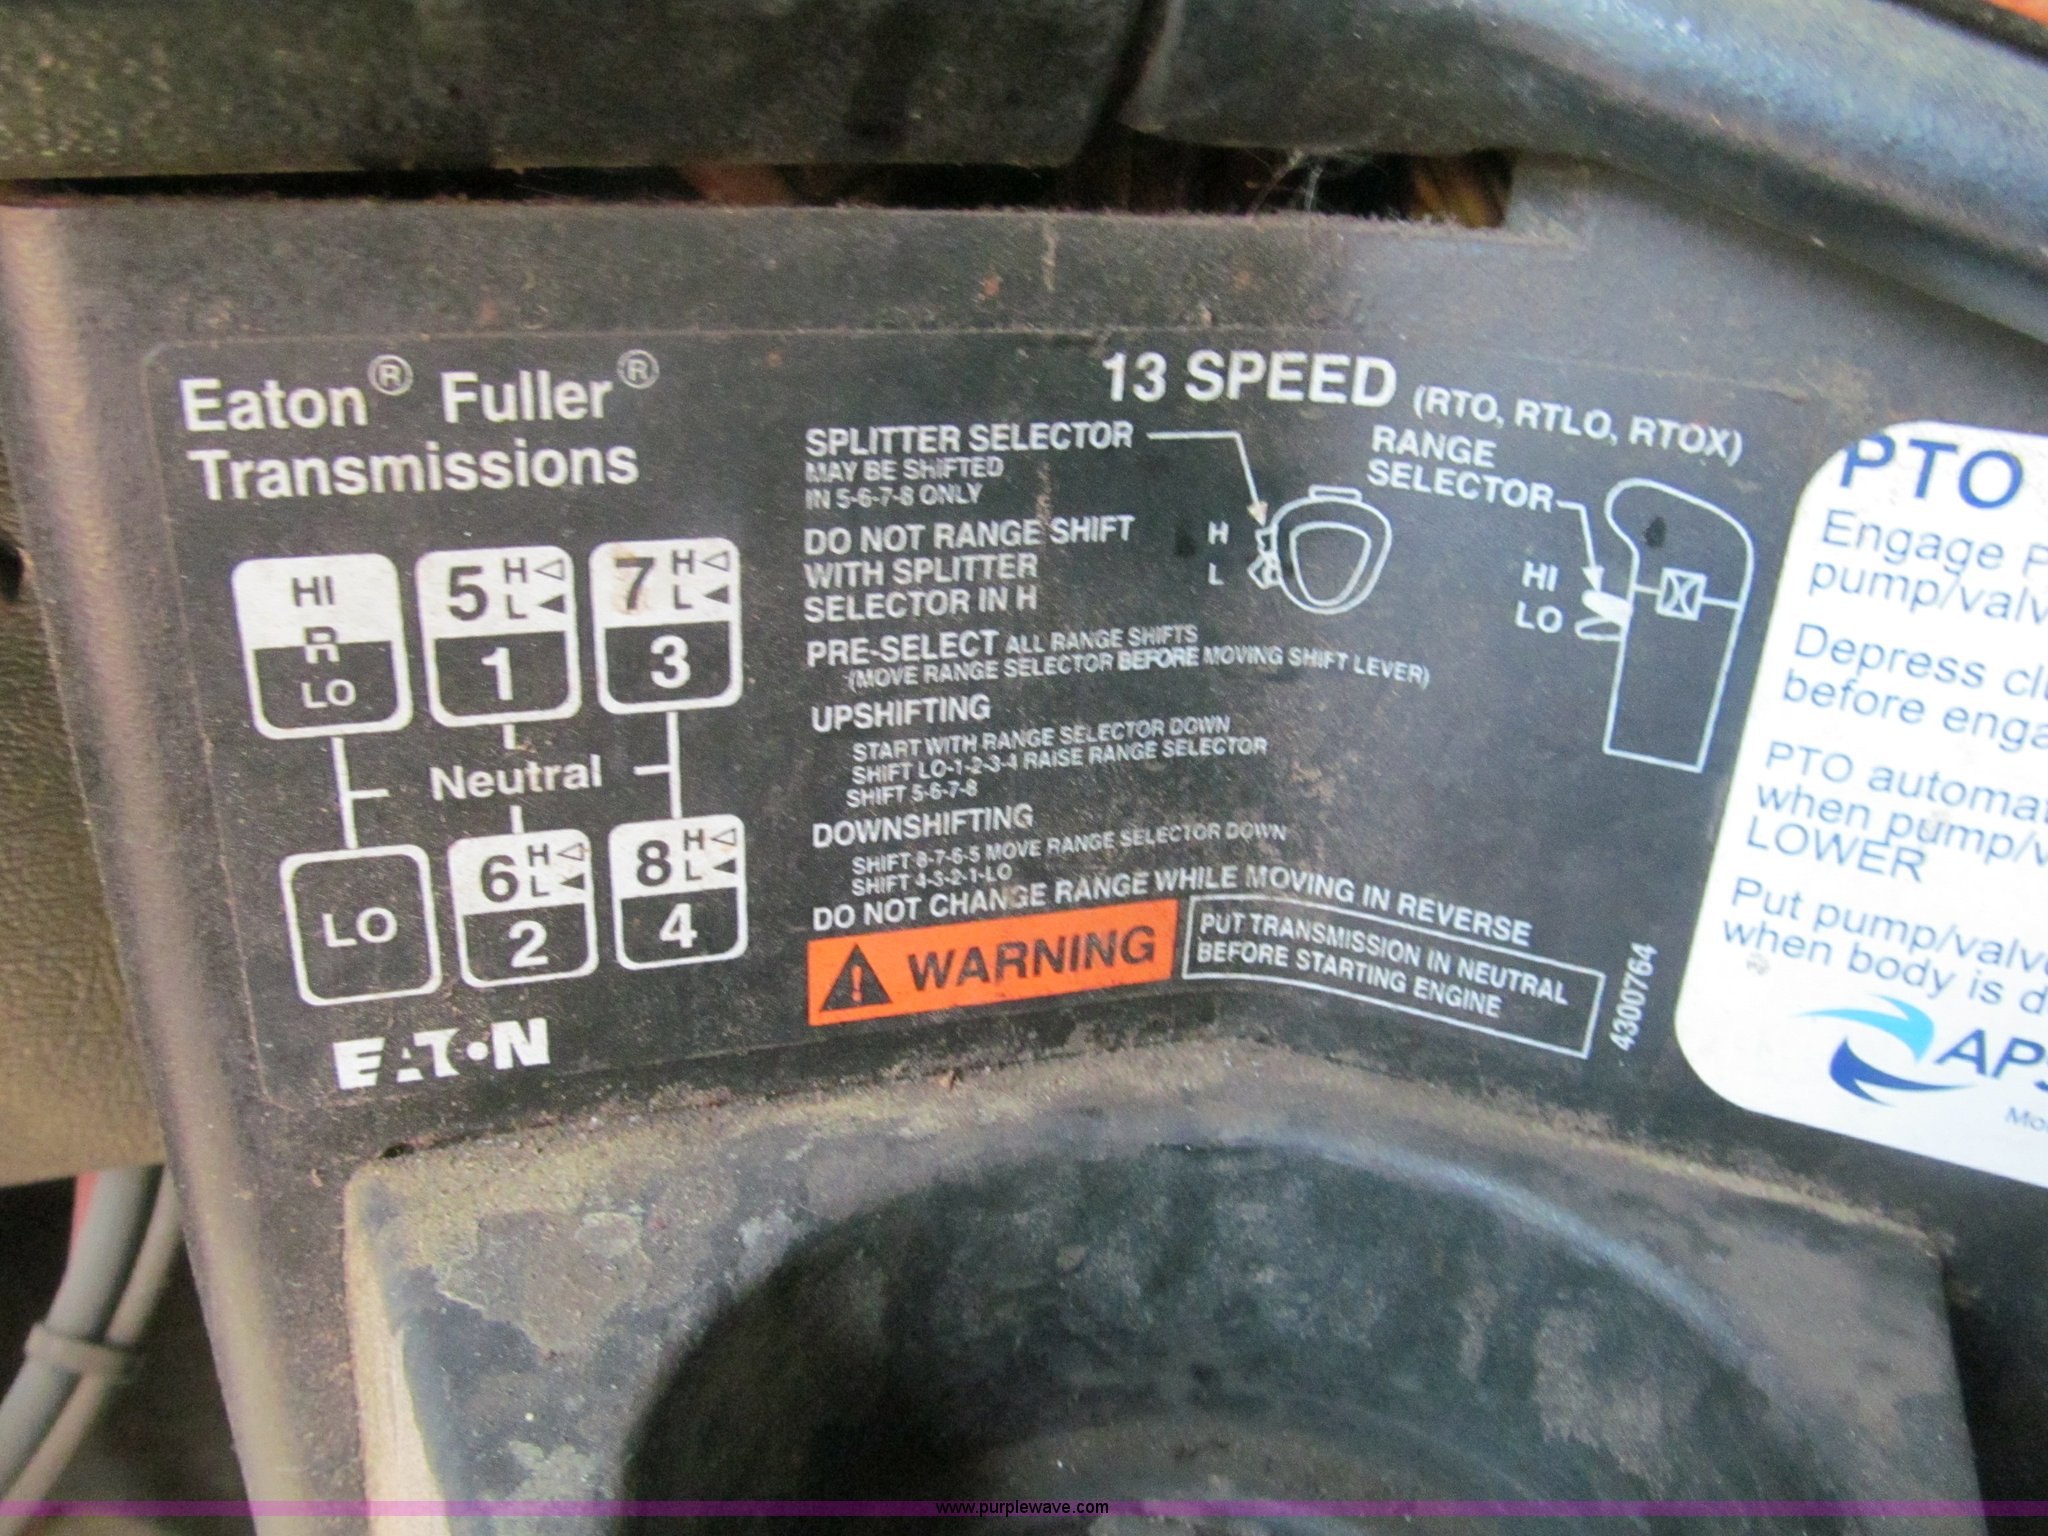 Eaton® Fuller®
Transmissions
13 SPEED (RTO, RTLO, RTOX)
SPLITTER SELECTOR
MAY BE SHIFTED
IN 5-6-7-8 ONLY
DO NOT RANGE SHIFT
WITH SPLITTER
SELECTOR IN H
H
L
RANGE
SELECTOR
HI
LO
PRE-SELECT ALL RANGE SHIFTS
(MOVE RANGE SELECTOR BEFORE MOVING SHIFT LEVER)
UPSHIFTING
START WITH RANGE SELECTOR DOWN
SHIFT LO-1-2-3-4 RAISE RANGE SELECTOR
SHIFT 5-6-7-8
DOWNSHIFTING
SHIFT 8-7-6-5 MOVE RANGE SELECTOR DOWN
SHIFT 4-3-2-1-LO
DO NOT CHANGE RANGE WHILE MOVING IN REVERSE
WARNING
PUT TRANSMISSION IN NEUTRAL
BEFORE STARTING ENGINE
4300764
HI
R
LO
5 H
L
1
7 H
L
3
Neutral
LO
6 H
L
2
8 H
L
4
EATON
PTO
Engage
pump/valv
Depress
before enga
PTO automa
when pump/v
LOWER
Put pump/valv
when body is
APS
www.purplewave.com